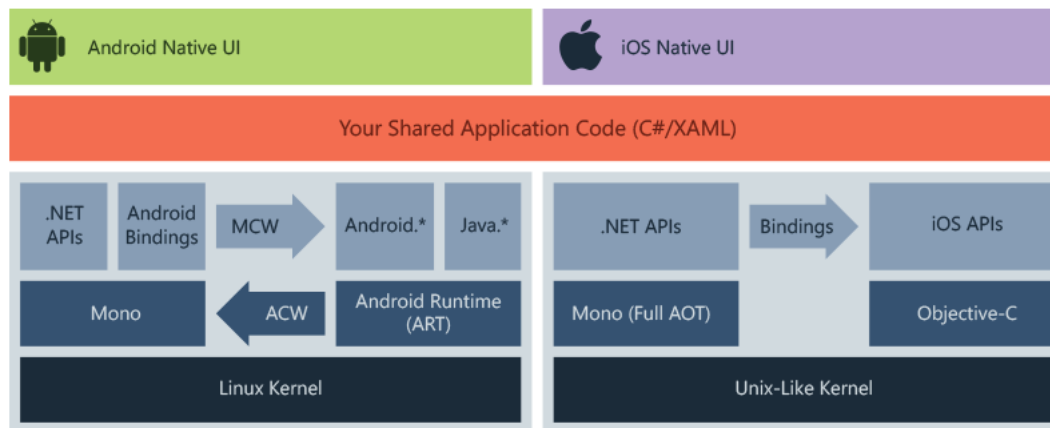 Android Native UI
iOS Native UI
Your Shared Application Code (C#/XAML)
.NET
APIs
Android
Bindings
MCW
Android.*
Java.*
.NET APIs
Bindings
iOS APIs
Mono
ACW
Android Runtime
(ART)
Mono (Full AOT)
Objective-C
Linux Kernel
Unix-Like Kernel